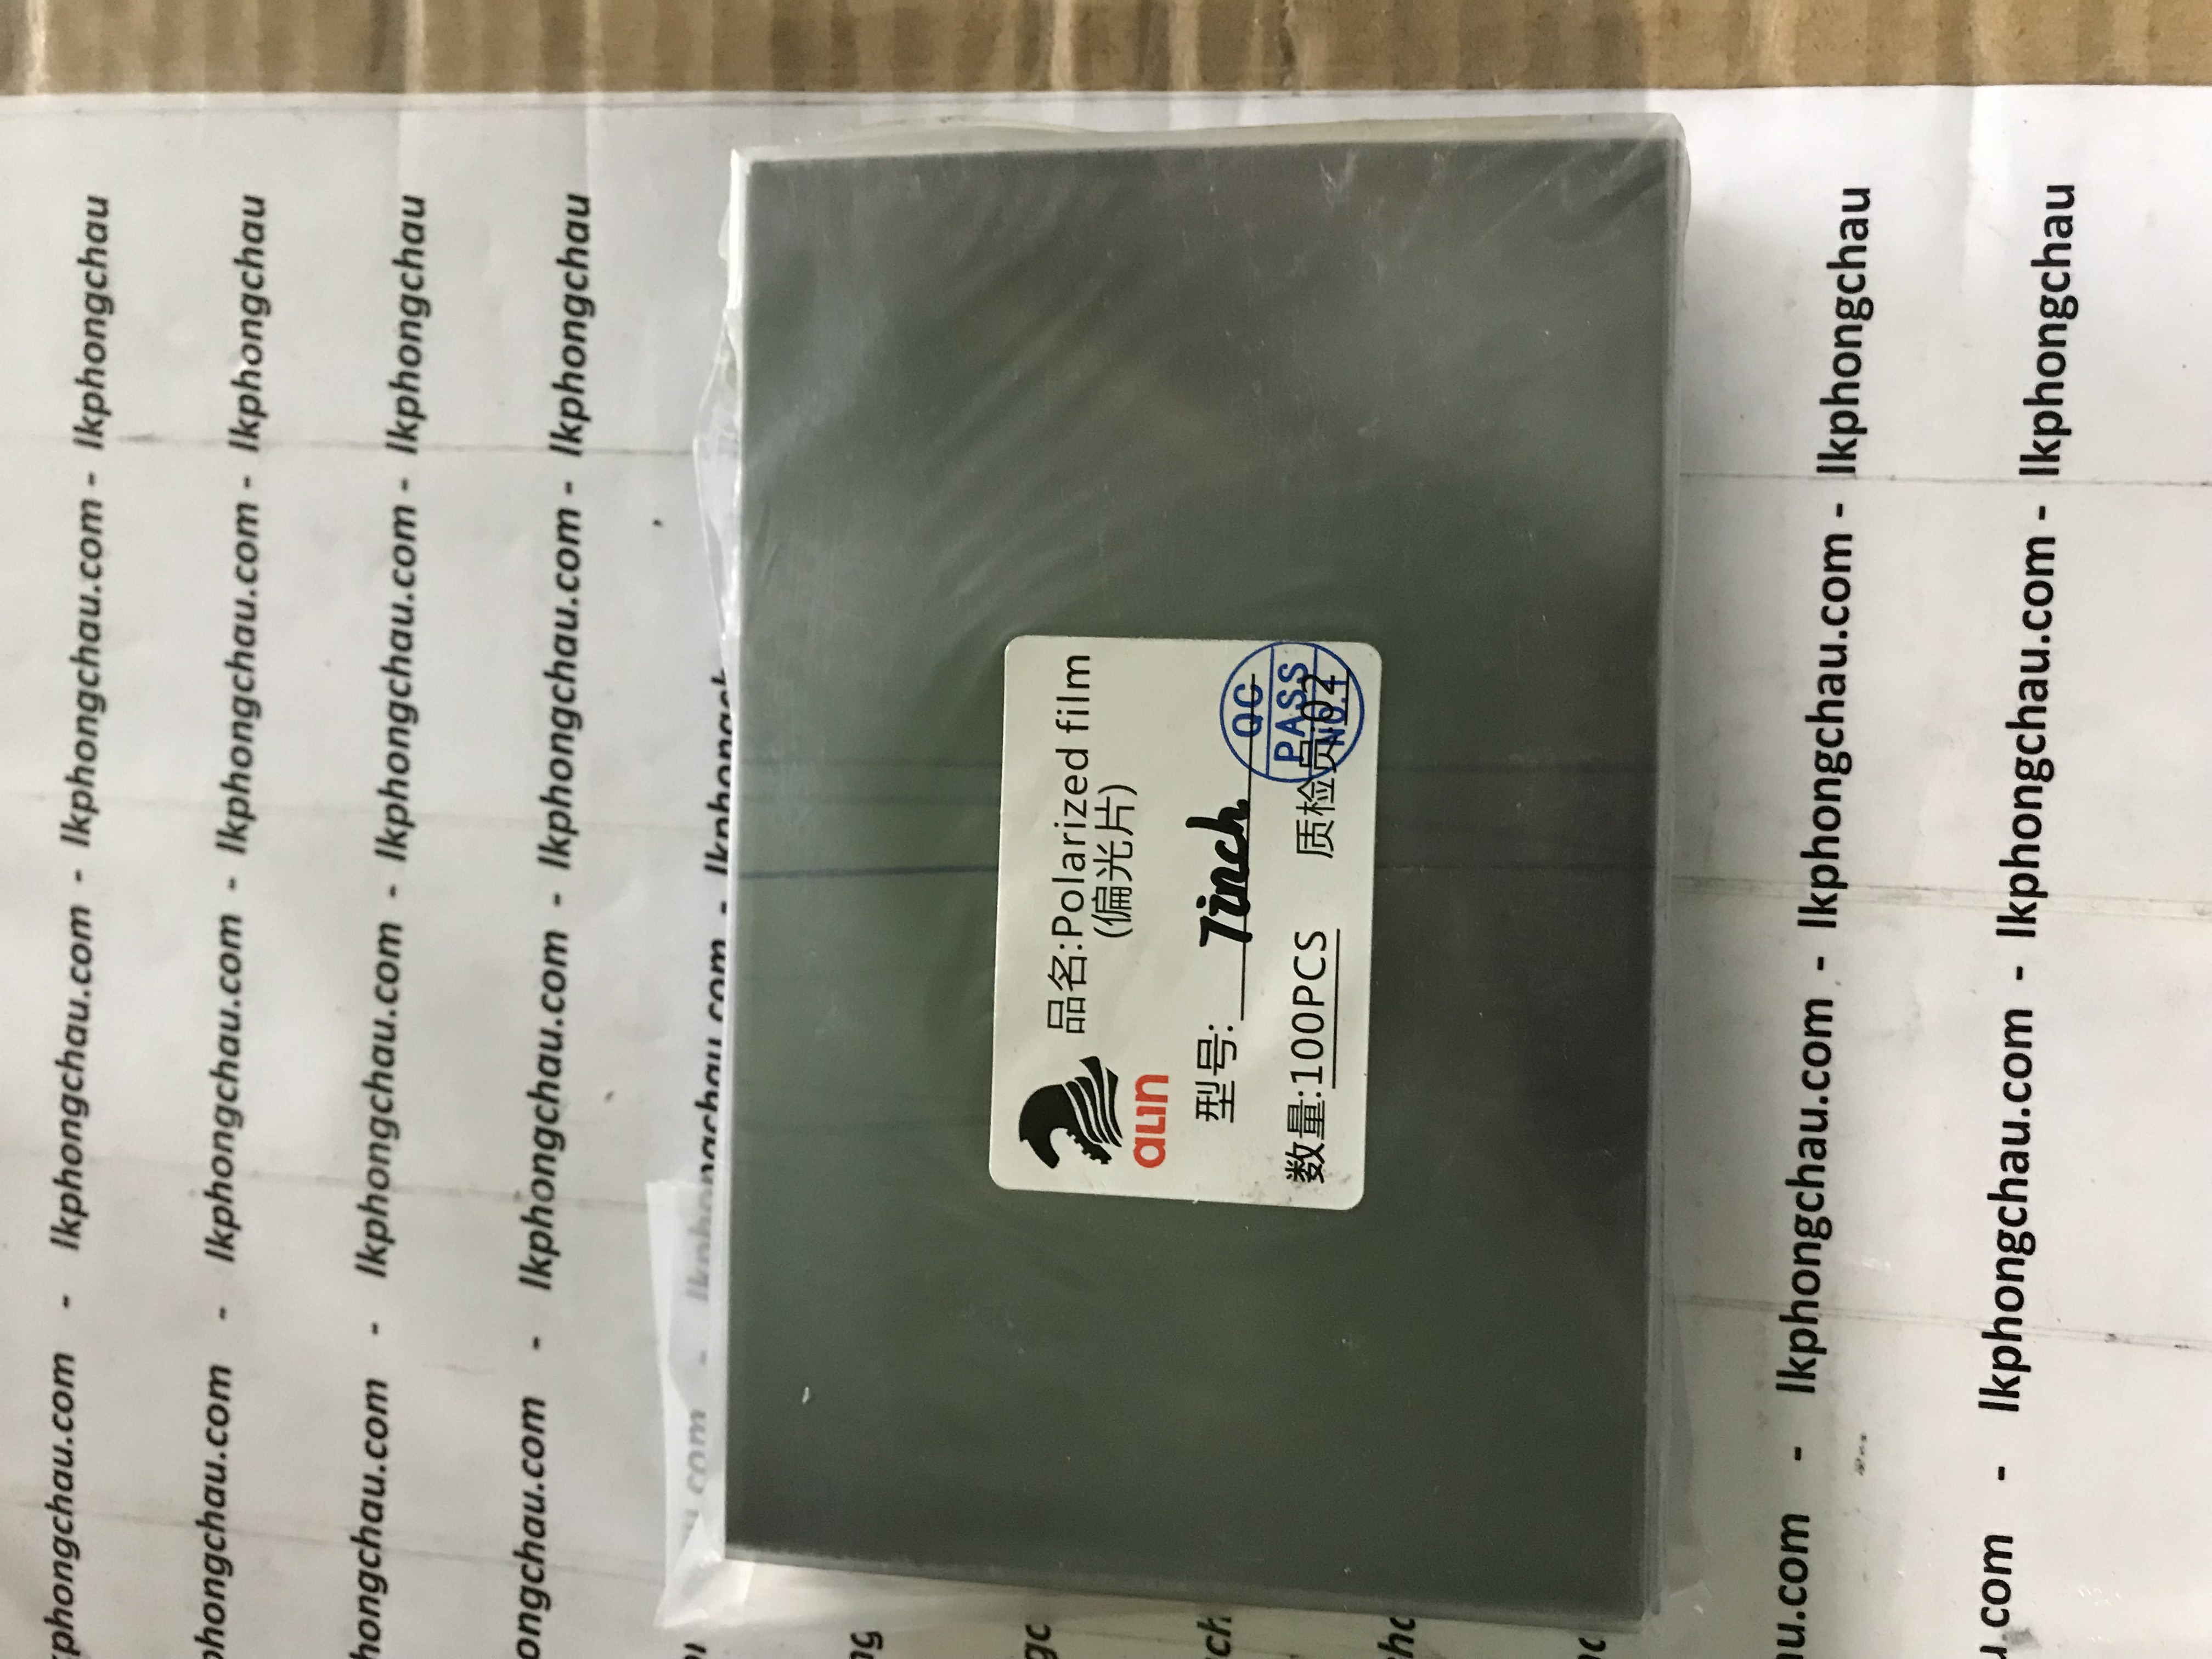 lkphongchau.com - lkphongchau.com - lkphongchau
lkphongchau.com - lkphongchau.com - lkphongchau
lkphongchau.com - lkphongchau.com - lkphongchau
lkphongchau.com - lkphongchau.com - lkphongchau
品名:Polarized film
(偏光片)
alin
型号: 7inch
数量:100PCS 质检员:02
QC
PASS
NO.1
lkphongchau.com - lkphongchau.com - lkphongchau
lkphongchau.com - lkphongchau.com - lkphongchau